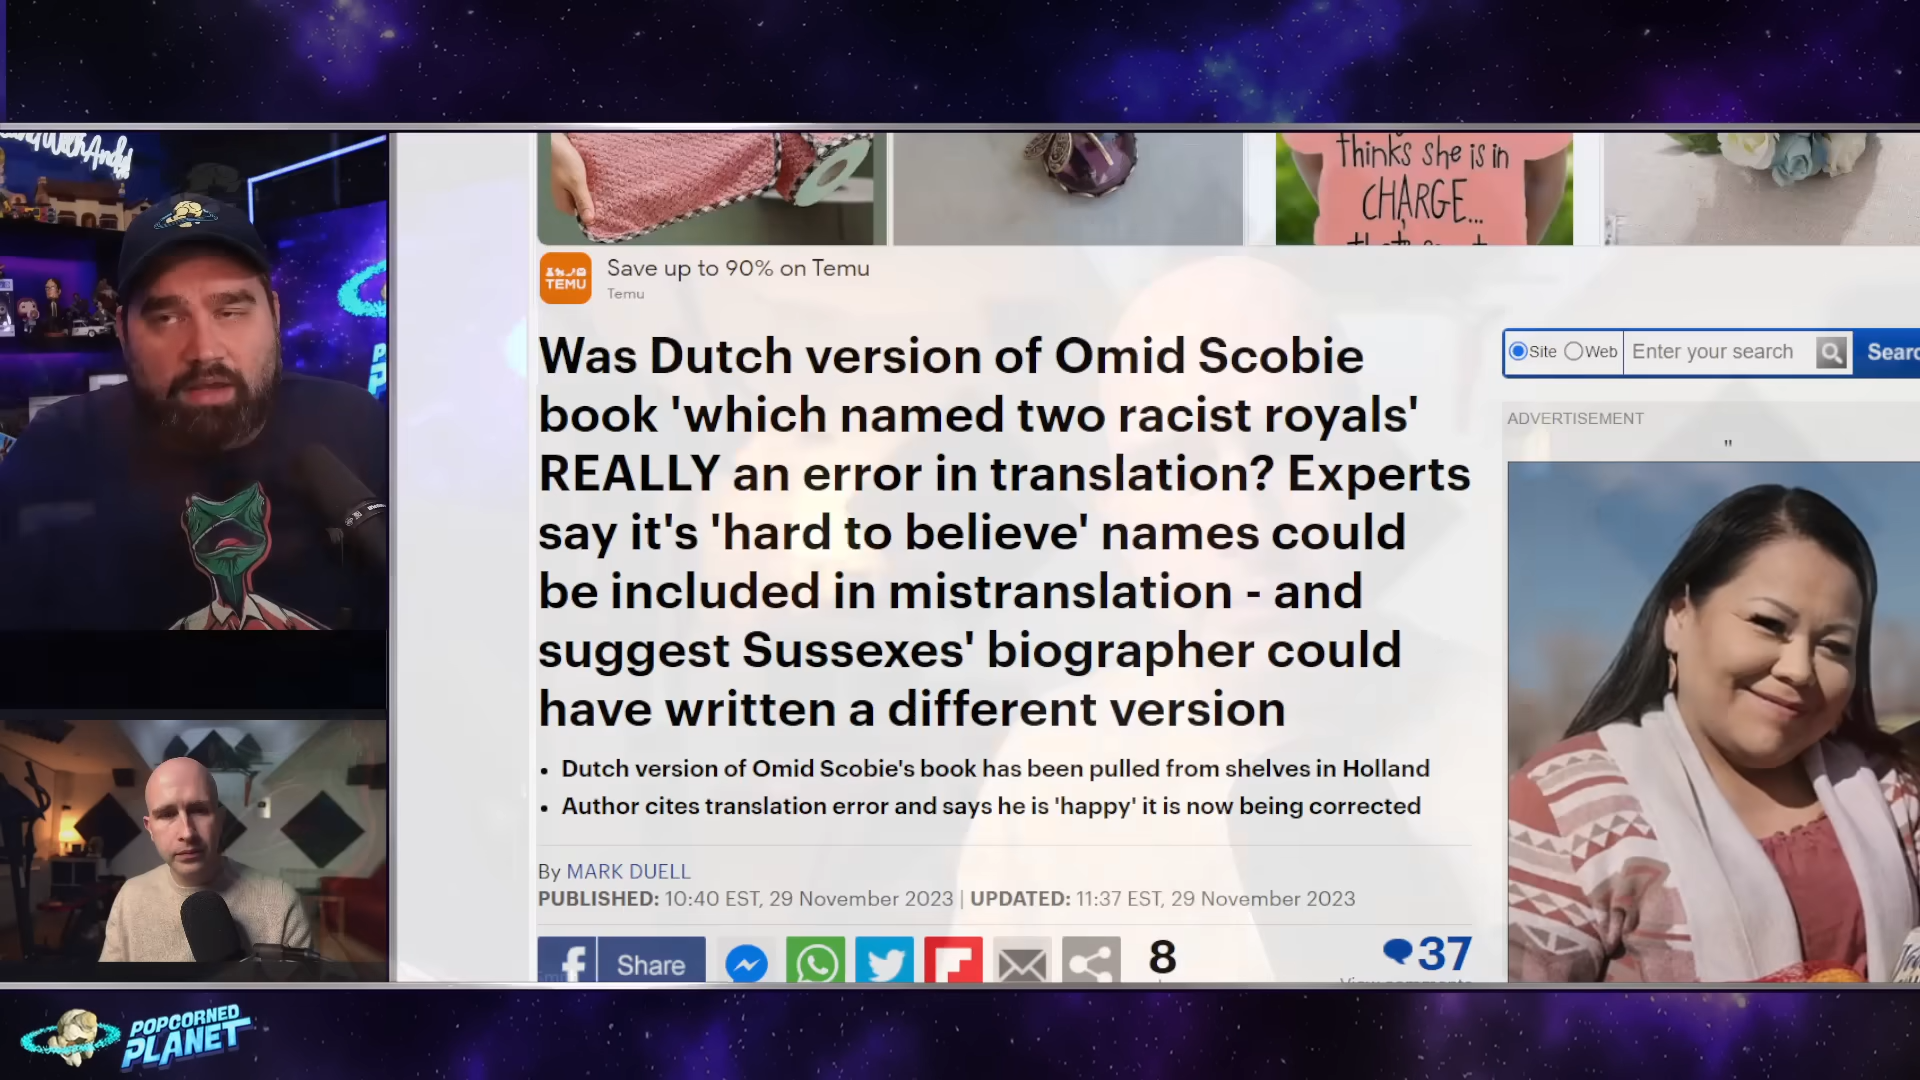 thinks she is in
CHARGE...
TEMU
Save up to 90% on Temu
Temu
Was Dutch version of Omid Scobie
book 'which named two racist royals'
REALLY an error in translation? Experts
say it's 'hard to believe' names could
be included in mistranslation - and
suggest Sussexes' biographer could
have written a different version
• Dutch version of Omid Scobie's book has been pulled from shelves in Holland
• Author cites translation error and says he is 'happy' it is now being corrected
By MARK DUELL
PUBLISHED: 10:40 EST, 29 November 2023 | UPDATED: 11:37 EST, 29 November 2023
Share
8
37
Site Web Enter your search
ADVERTISEMENT
"
POPCORNED
PLANET